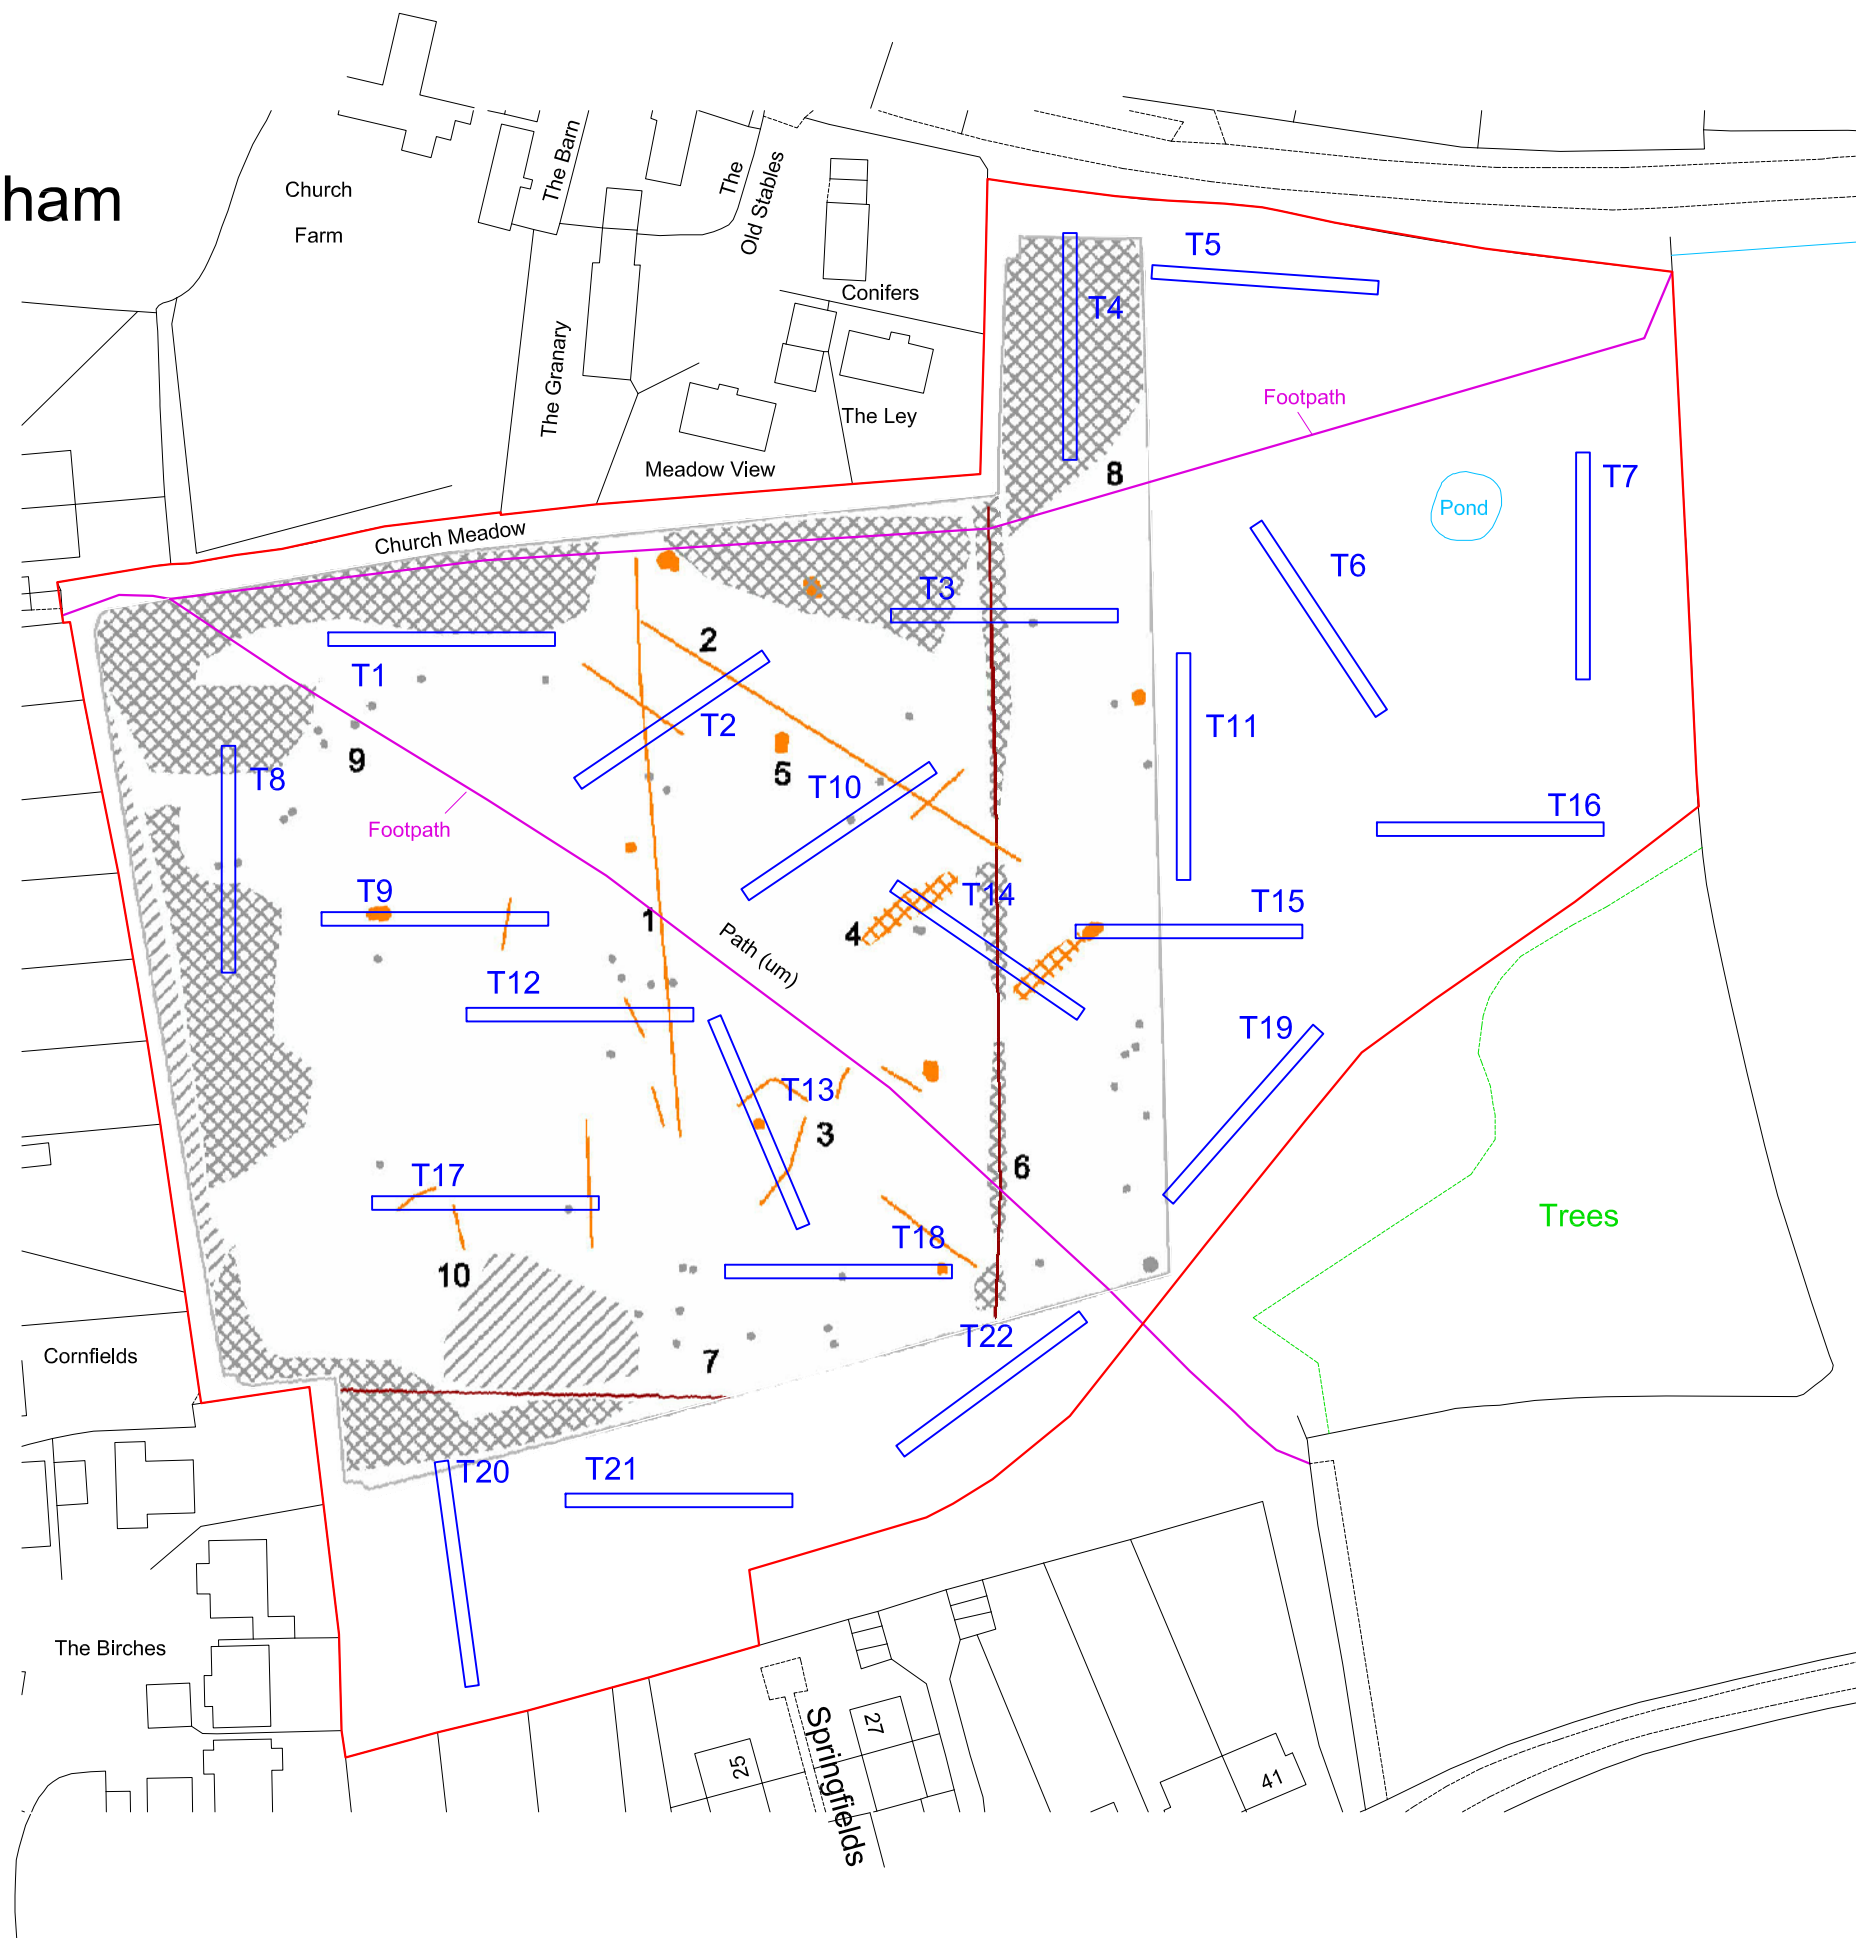 ham
Church
Farm
The Barn
The
Old Stables
Conifers
The Granary
The Ley
Meadow View
Church Meadow
T5
T4
Footpath
8
T7
Pond
T6
T3
2
T1
T2
T11
9
T8
5
T10
T16
Footpath
T9
1
T14
T15
4
Path (um)
T12
T19
T13
3
6
T17
Trees
T18
10
T22
7
Cornfields
T20
T21
The Birches
Springfields
27
25
41